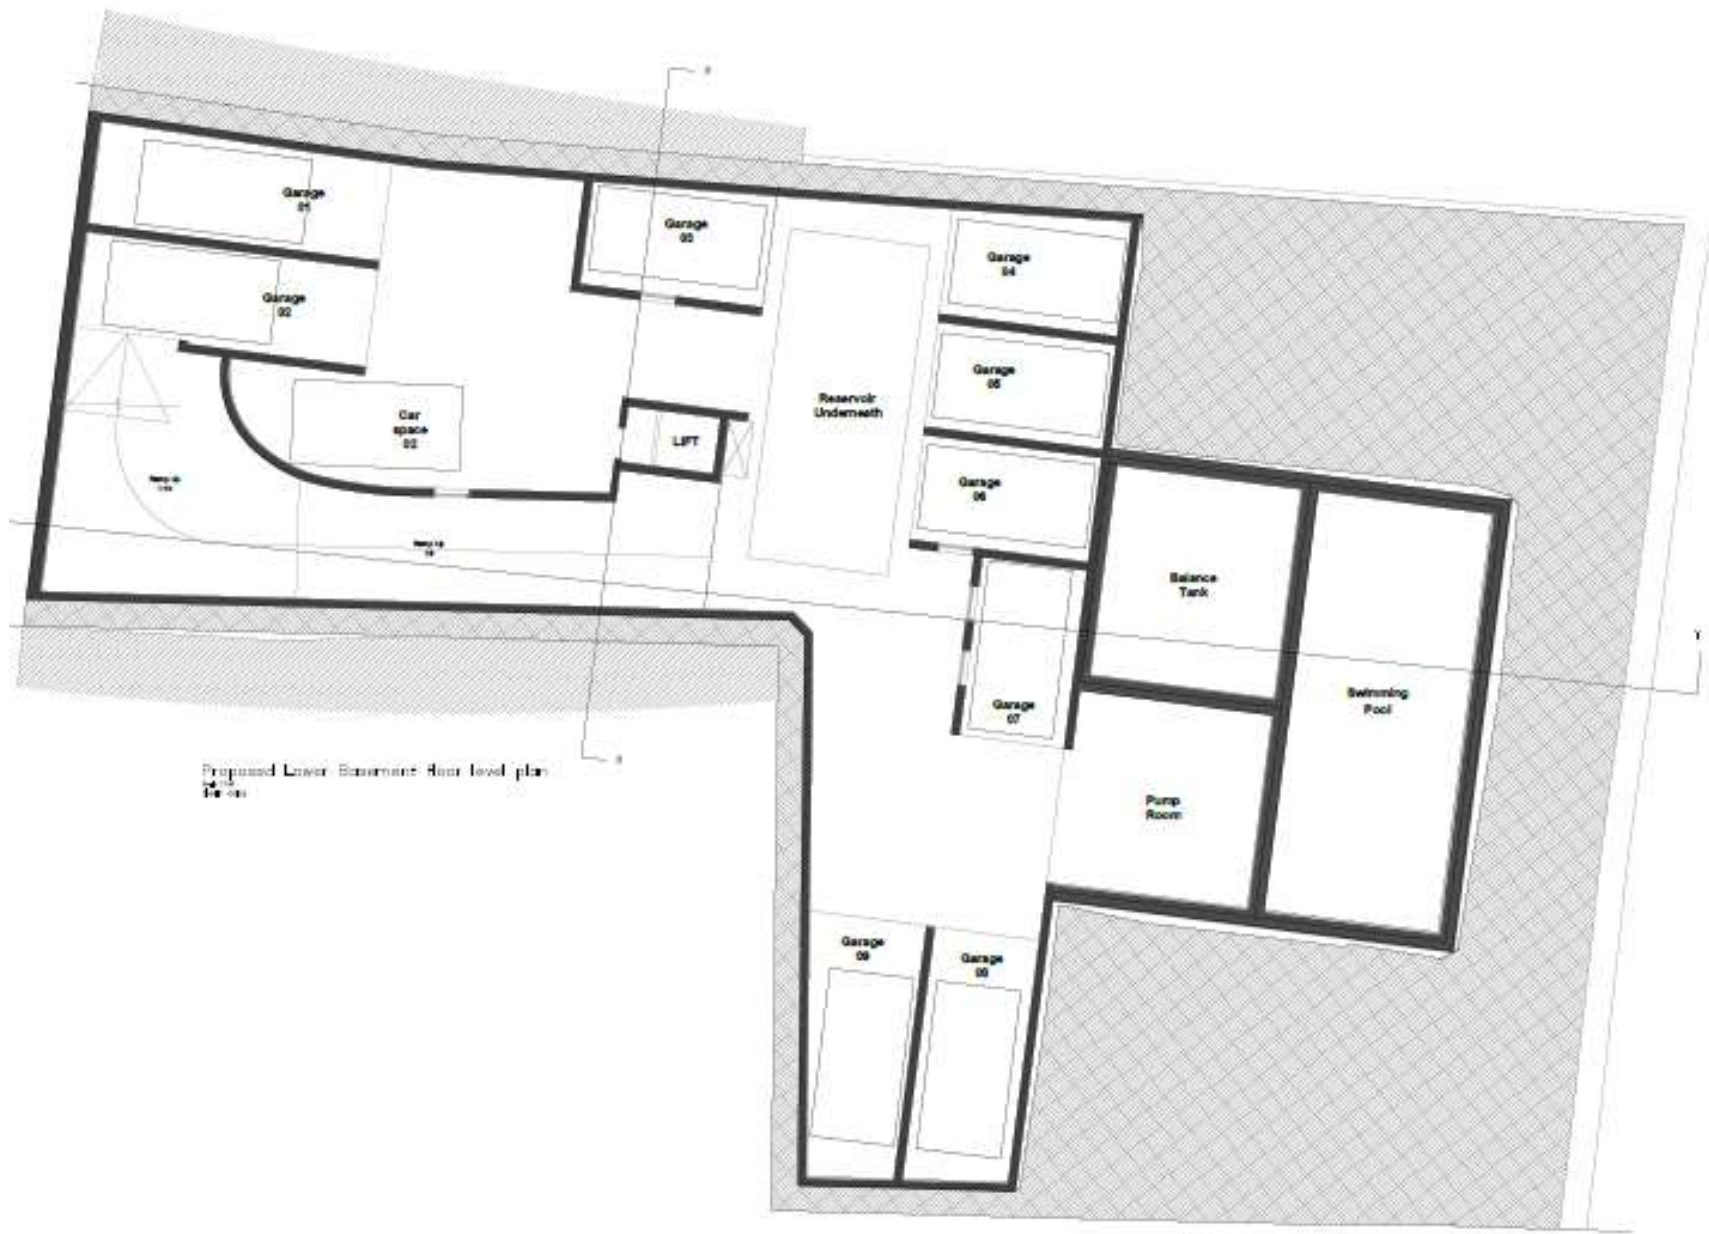 Garage
01
Garage
02
Garage
03
Garage
04
Garage
05
Garage
06
Car
space
LIFT
Reservoir
Underneath
Balance
Tank
Swimming
Pool
Garage
07
Pump
Room
Garage
09
Garage
08
Y
Proposed Lower Basement floor level plan